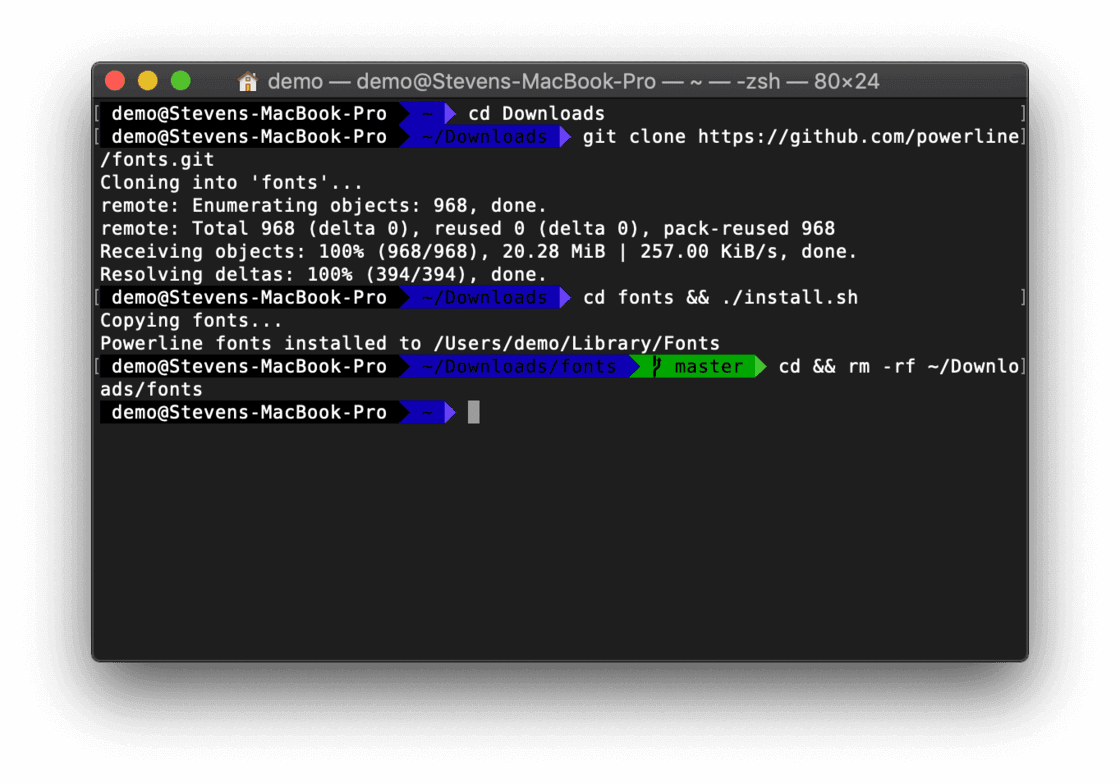 demo — demo@Stevens-MacBook-Pro — ~ — -zsh — 80×24
[ demo@Stevens-MacBook-Pro ~ cd Downloads ]
[ demo@Stevens-MacBook-Pro ~/Downloads git clone https://github.com/powerline]
/fonts.git
Cloning into 'fonts'...
remote: Enumerating objects: 968, done.
remote: Total 968 (delta 0), reused 0 (delta 0), pack-reused 968
Receiving objects: 100% (968/968), 20.28 MiB | 257.00 KiB/s, done.
Resolving deltas: 100% (394/394), done.
[ demo@Stevens-MacBook-Pro ~/Downloads cd fonts && ./install.sh ]
Copying fonts...
Powerline fonts installed to /Users/demo/Library/Fonts
[ demo@Stevens-MacBook-Pro ~/Downloads/fonts master cd && rm -rf ~/Downlo]
ads/fonts
demo@Stevens-MacBook-Pro ~